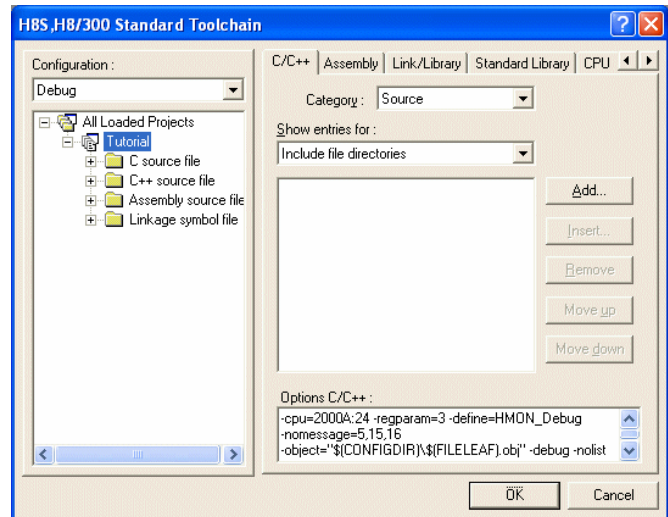 H8S,H8/300 Standard Toolchain
Configuration :
Debug
All Loaded Projects
Tutorial
C source file
C++ source file
Assembly source file
Linkage symbol file
C/C++ Assembly Link/Library Standard Library CPU
Category : Source
Show entries for :
Include file directories
Add...
Insert...
Remove
Move up
Move down
Options C/C++ :
-cpu=2000A:24 -regparam=3 -define=HMON_Debug
-nomessage=5,15,16
-object="$(CONFIGDIR)\$(FILELEAF).obj" -debug -nolist
OK Cancel